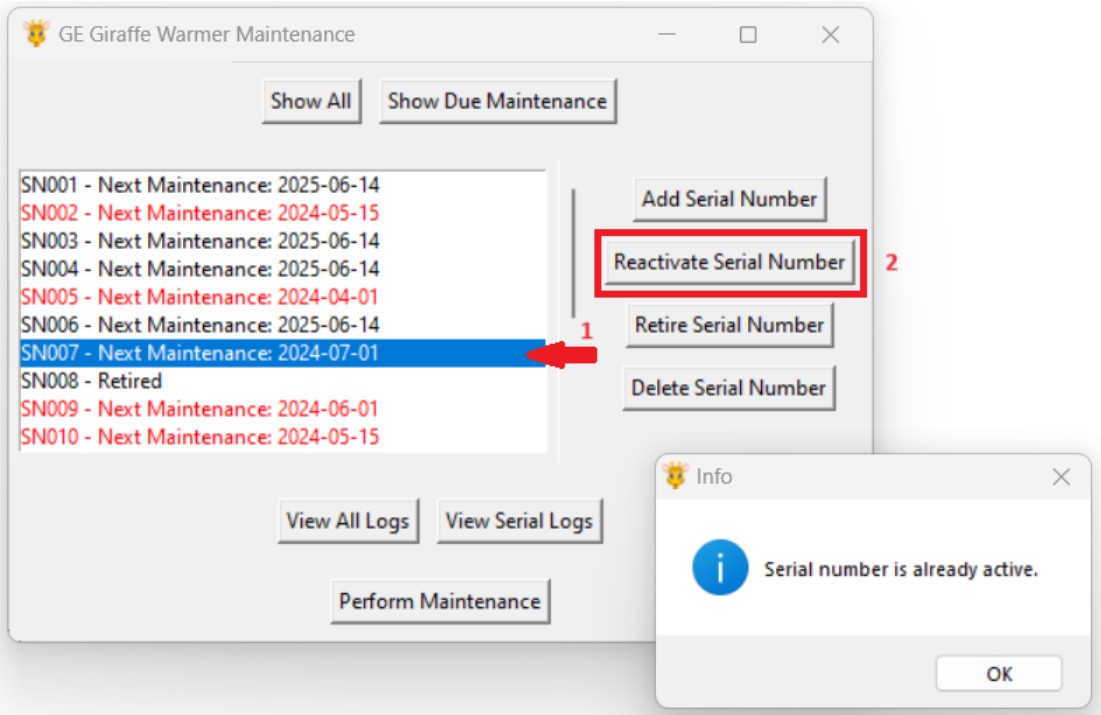 GE Giraffe Warmer Maintenance
Show All
Show Due Maintenance
SN001 - Next Maintenance: 2025-06-14
SN002 - Next Maintenance: 2024-05-15
SN003 - Next Maintenance: 2025-06-14
SN004 - Next Maintenance: 2025-06-14
SN005 - Next Maintenance: 2024-04-01
SN006 - Next Maintenance: 2025-06-14
SN007 - Next Maintenance: 2024-07-01
SN008 - Retired
SN009 - Next Maintenance: 2024-06-01
SN010 - Next Maintenance: 2024-05-15
1
Add Serial Number
Reactivate Serial Number
2
Retire Serial Number
Delete Serial Number
View All Logs
View Serial Logs
Perform Maintenance
Info
Serial number is already active.
OK